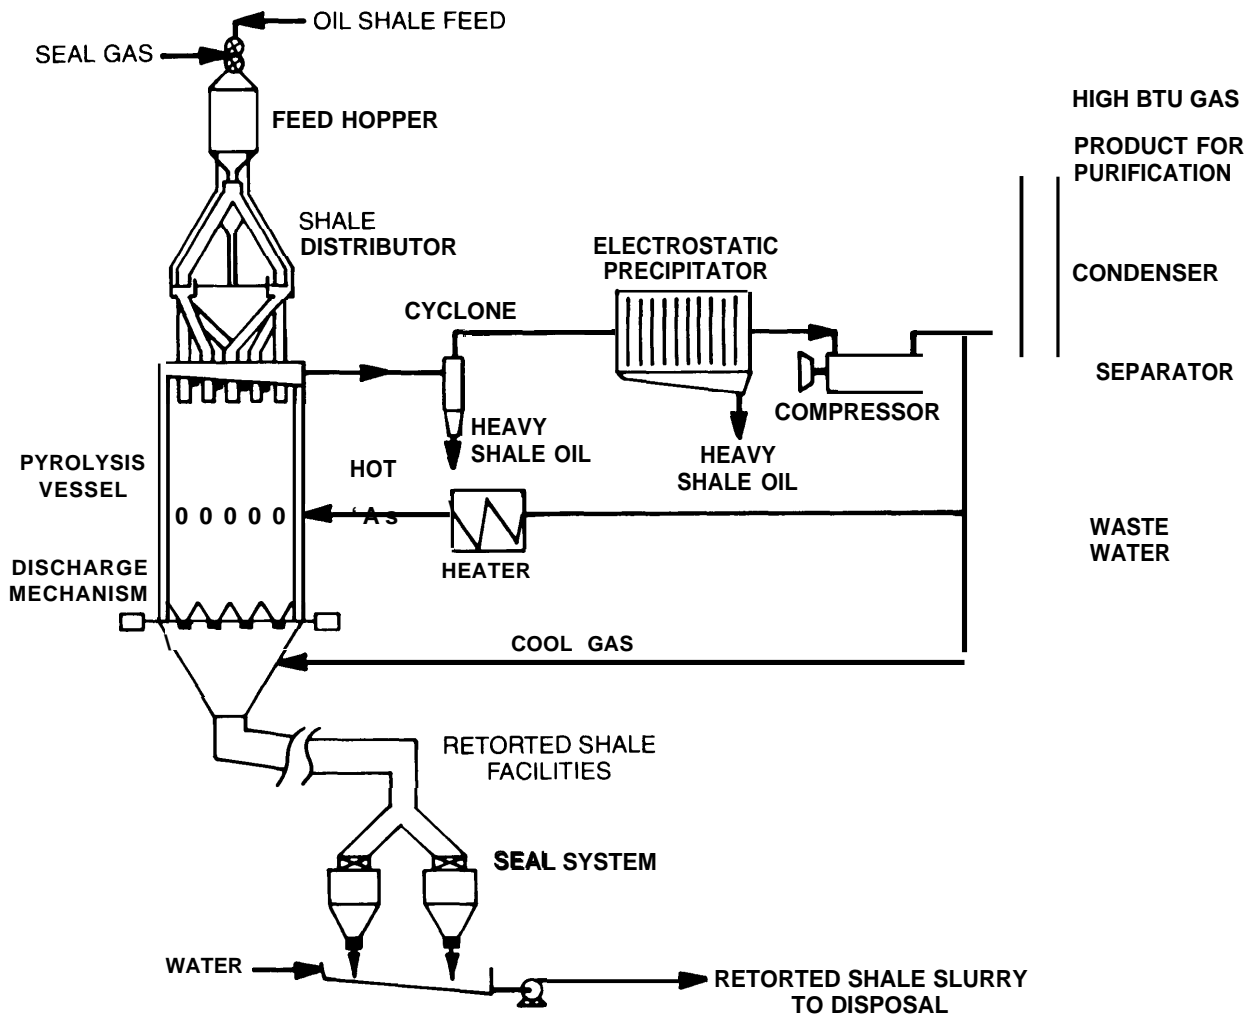 OIL SHALE FEED
SEAL GAS
FEED HOPPER
HIGH BTU GAS
PRODUCT FOR
PURIFICATION
SHALE
DISTRIBUTOR
ELECTROSTATIC
PRECIPITATOR
CONDENSER
CYCLONE
SEPARATOR
COMPRESSOR
HEAVY
SHALE OIL
HEAVY
SHALE OIL
PYROLYSIS
VESSEL
HOT
'As
0 0 0 0 0
WASTE
WATER
HEATER
DISCHARGE
MECHANISM
COOL GAS
RETORTED SHALE
FACILITIES
SEAL SYSTEM
WATER
RETORTED SHALE SLURRY
TO DISPOSAL